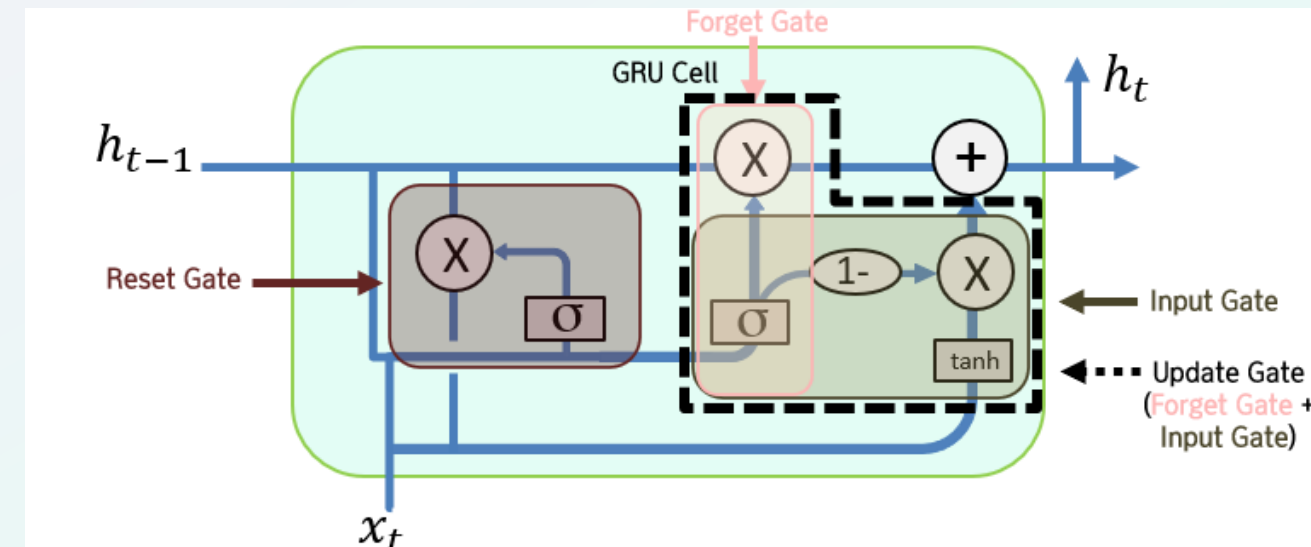 Forget Gate
GRU Cell
h_t
h_{t-1}
X
+
Reset Gate
X
1-
X
Input Gate
σ
σ
tanh
Update Gate
(Forget Gate +
Input Gate)
x_t